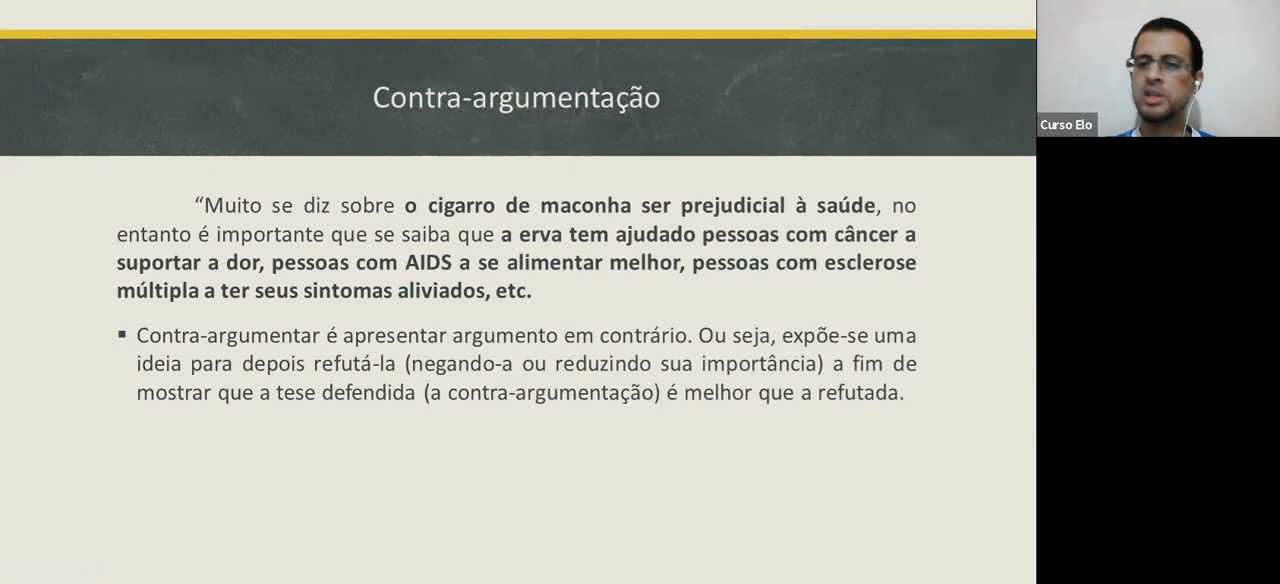 Contra-argumentação
Curso Elo
“Muito se diz sobre o cigarro de maconha ser prejudicial à saúde, no
entanto é importante que se saiba que a erva tem ajudado pessoas com câncer a
suportar a dor, pessoas com AIDS a se alimentar melhor, pessoas com esclerose
múltipla a ter seus sintomas aliviados, etc.
▪ Contra-argumentar é apresentar argumento em contrário. Ou seja, expõe-se uma
ideia para depois refutá-la (negando-a ou reduzindo sua importância) a fim de
mostrar que a tese defendida (a contra-argumentação) é melhor que a refutada.